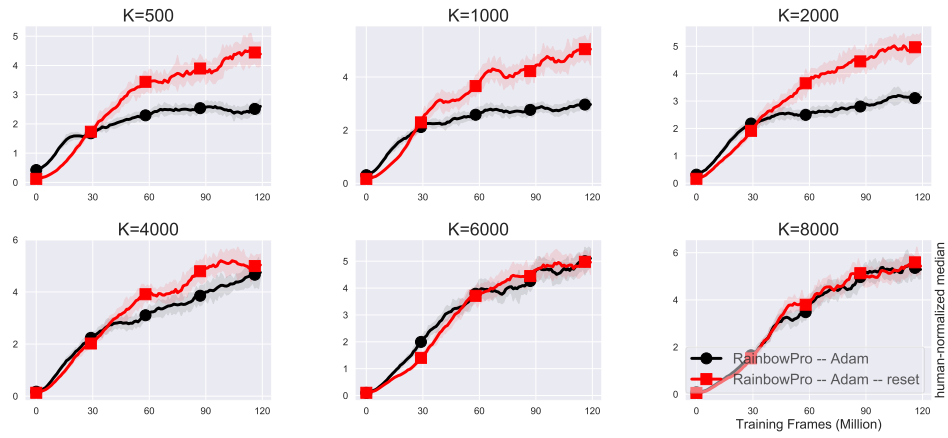 K=500
5
4
3
2
1
0
0 30 60 90 120
K=1000
4
2
0
0 30 60 90 120
K=2000
5
4
3
2
1
0
0 30 60 90 120
K=4000
6
4
2
0
0 30 60 90 120
K=6000
5
4
3
2
1
0
0 30 60 90 120
K=8000
6
4
2
0
0 30 60 90 120
RainbowPro -- Adam
RainbowPro -- Adam -- reset
Training Frames (Million)
human-normalized median